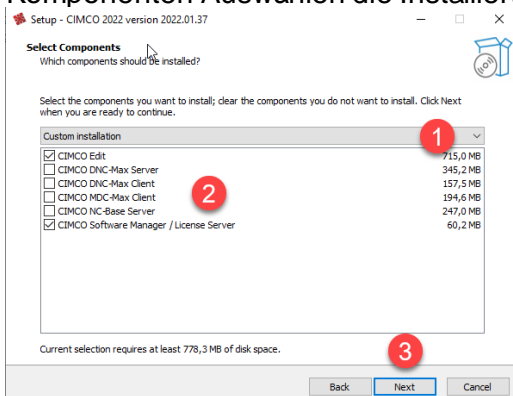 Komponenten Auswählen die Installier
Setup - CIMCO 2022 version 2022.01.37
Select Components
Which components should be installed?
Select the components you want to install; clear the components you do not want to install. Click Next
when you are ready to continue.
Custom installation
1
CIMCO Edit 715,0 MB
CIMCO DNC-Max Server 345,2 MB
CIMCO DNC-Max Client 157,5 MB
CIMCO MDC-Max Client 194,6 MB
2
CIMCO NC-Base Server 247,0 MB
CIMCO Software Manager / License Server 60,2 MB
Current selection requires at least 778,3 MB of disk space.
3
Back Next Cancel